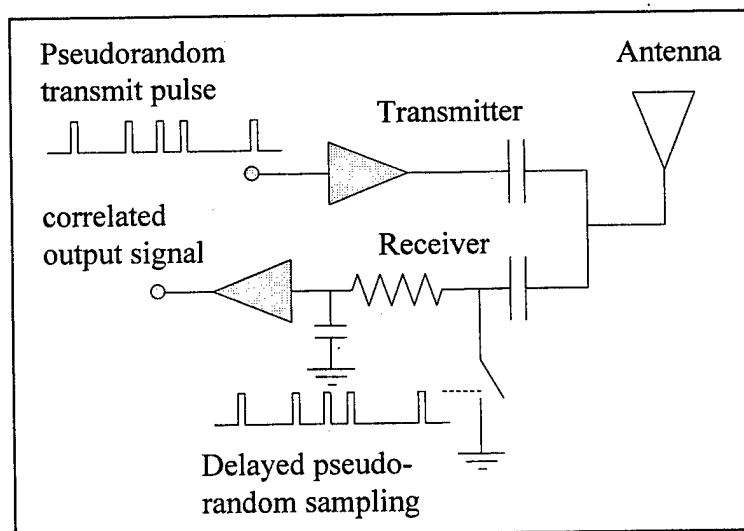 Pseudorandom
transmit pulse
Antenna
Transmitter
correlated
output signal
Receiver
Delayed pseudo-
random sampling